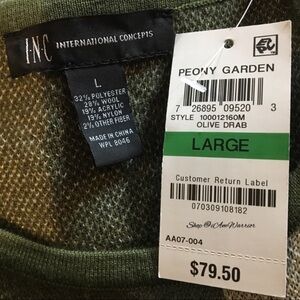 I.N.C INTERNATIONAL CONCEPTS
L
32% POLYESTER
28% WOOL
19% ACRYLIC
19% NYLON
2% OTHER FIBER
MADE IN CHINA
WPL 8046
PEONY GARDEN
7 26895 09520 3
STYLE 100012160M
OLIVE DRAB
LARGE
Customer Return Label
070309108182
Shop@iAmWarrior
AA07-004
$79.50